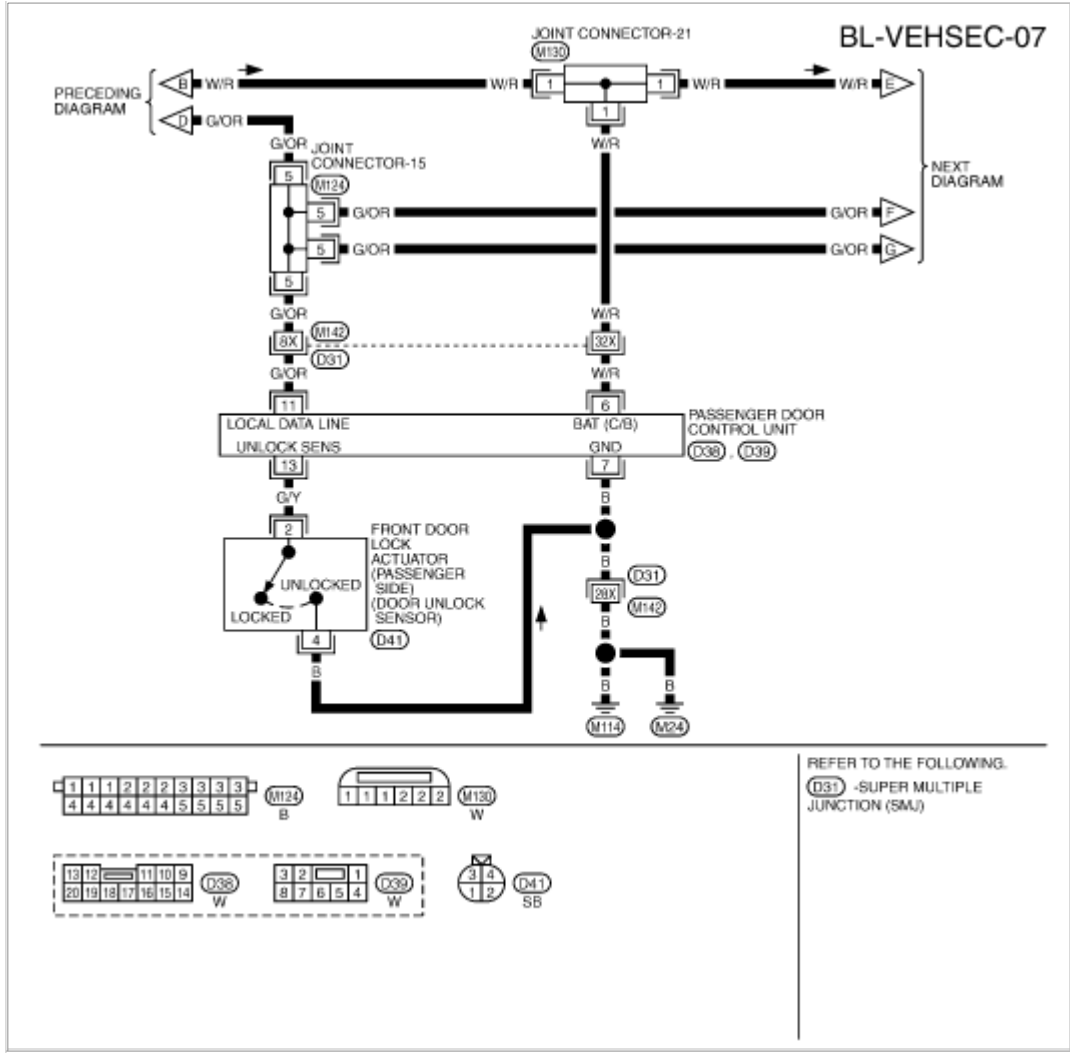 BL-VEHSEC-07
JOINT CONNECTOR-21
M130
PRECEDING
DIAGRAM
B W/R W/R 1 1 W/R W/R E
1
D G/OR
W/R
G/OR
JOINT
CONNECTOR-15
M124
5
NEXT
DIAGRAM
5 G/OR G/OR F
5 G/OR G/OR G
5
G/OR W/R
8X M142 32X
D31
G/OR W/R
11 6
LOCAL DATA LINE BAT (C/B)
UNLOCK SENS GND
PASSENGER DOOR
CONTROL UNIT
D38 , D39
13 7
G/Y B
2
FRONT DOOR
LOCK
ACTUATOR
(PASSENGER
SIDE)
(DOOR UNLOCK
SENSOR)
D41
UNLOCKED
LOCKED
4
B
B
D31
28X
M142
B
B B
M114 M24
1 1 1 2 2 2 3 3 3 3
4 4 4 4 4 4 5 5 5 5
M124
B
1 1 1 2 2 2
M130
W
13 12 11 10 9
20 19 18 17 16 15 14
D38
W
3 2 1
8 7 6 5 4
D39
W
3 4
1 2
D41
SB
REFER TO THE FOLLOWING.
D31 -SUPER MULTIPLE
JUNCTION (SMJ)